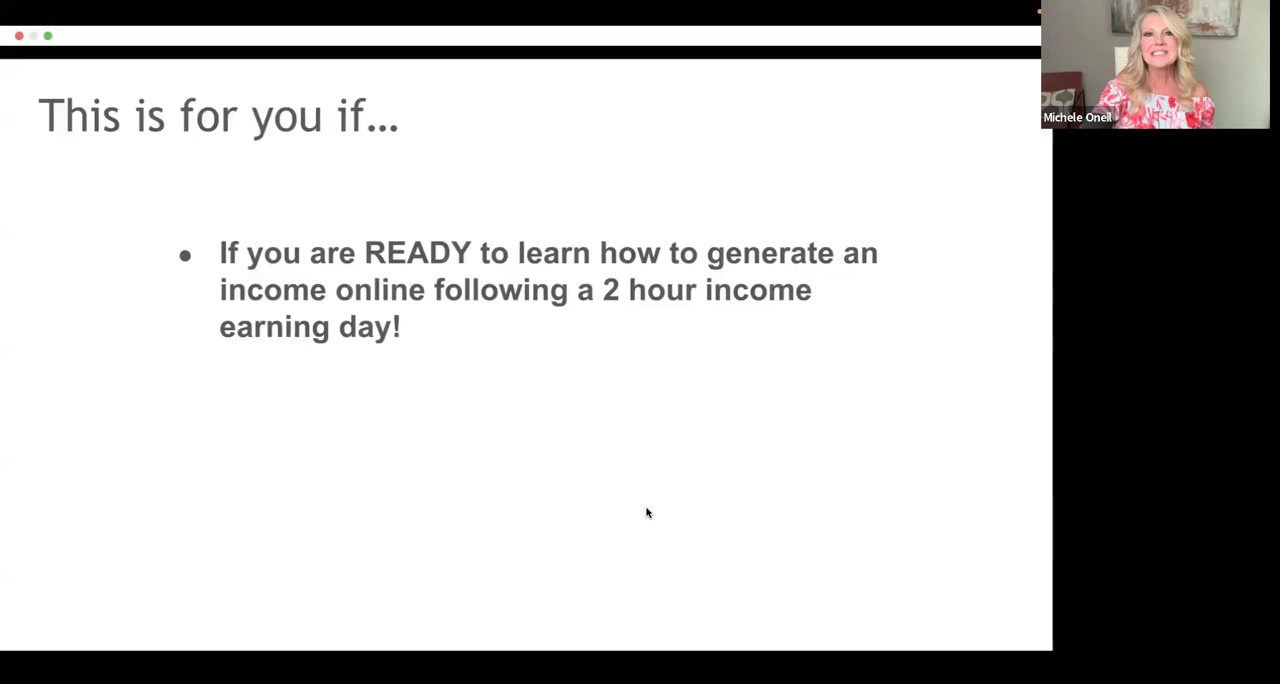 This is for you if...
● If you are READY to learn how to generate an
income online following a 2 hour income
earning day!
Michele Oneil